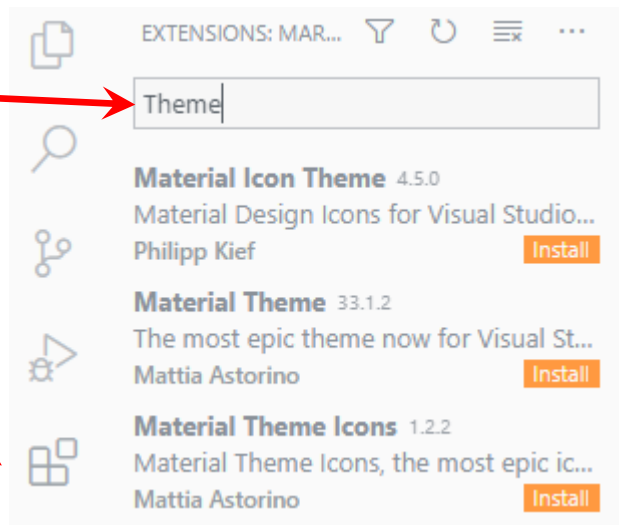 EXTENSIONS: MAR...
Theme
Material Icon Theme 4.5.0
Material Design Icons for Visual Studio...
Philipp Kief Install
Material Theme 33.1.2
The most epic theme now for Visual St...
Mattia Astorino Install
Material Theme Icons 1.2.2
Material Theme Icons, the most epic ic...
Mattia Astorino Install